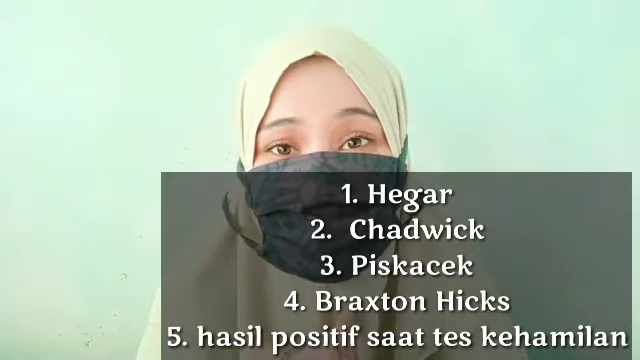 1. Hegar
2. Chadwick
3. Piskacek
4. Braxton Hicks
5. hasil positif saat tes kehamilan